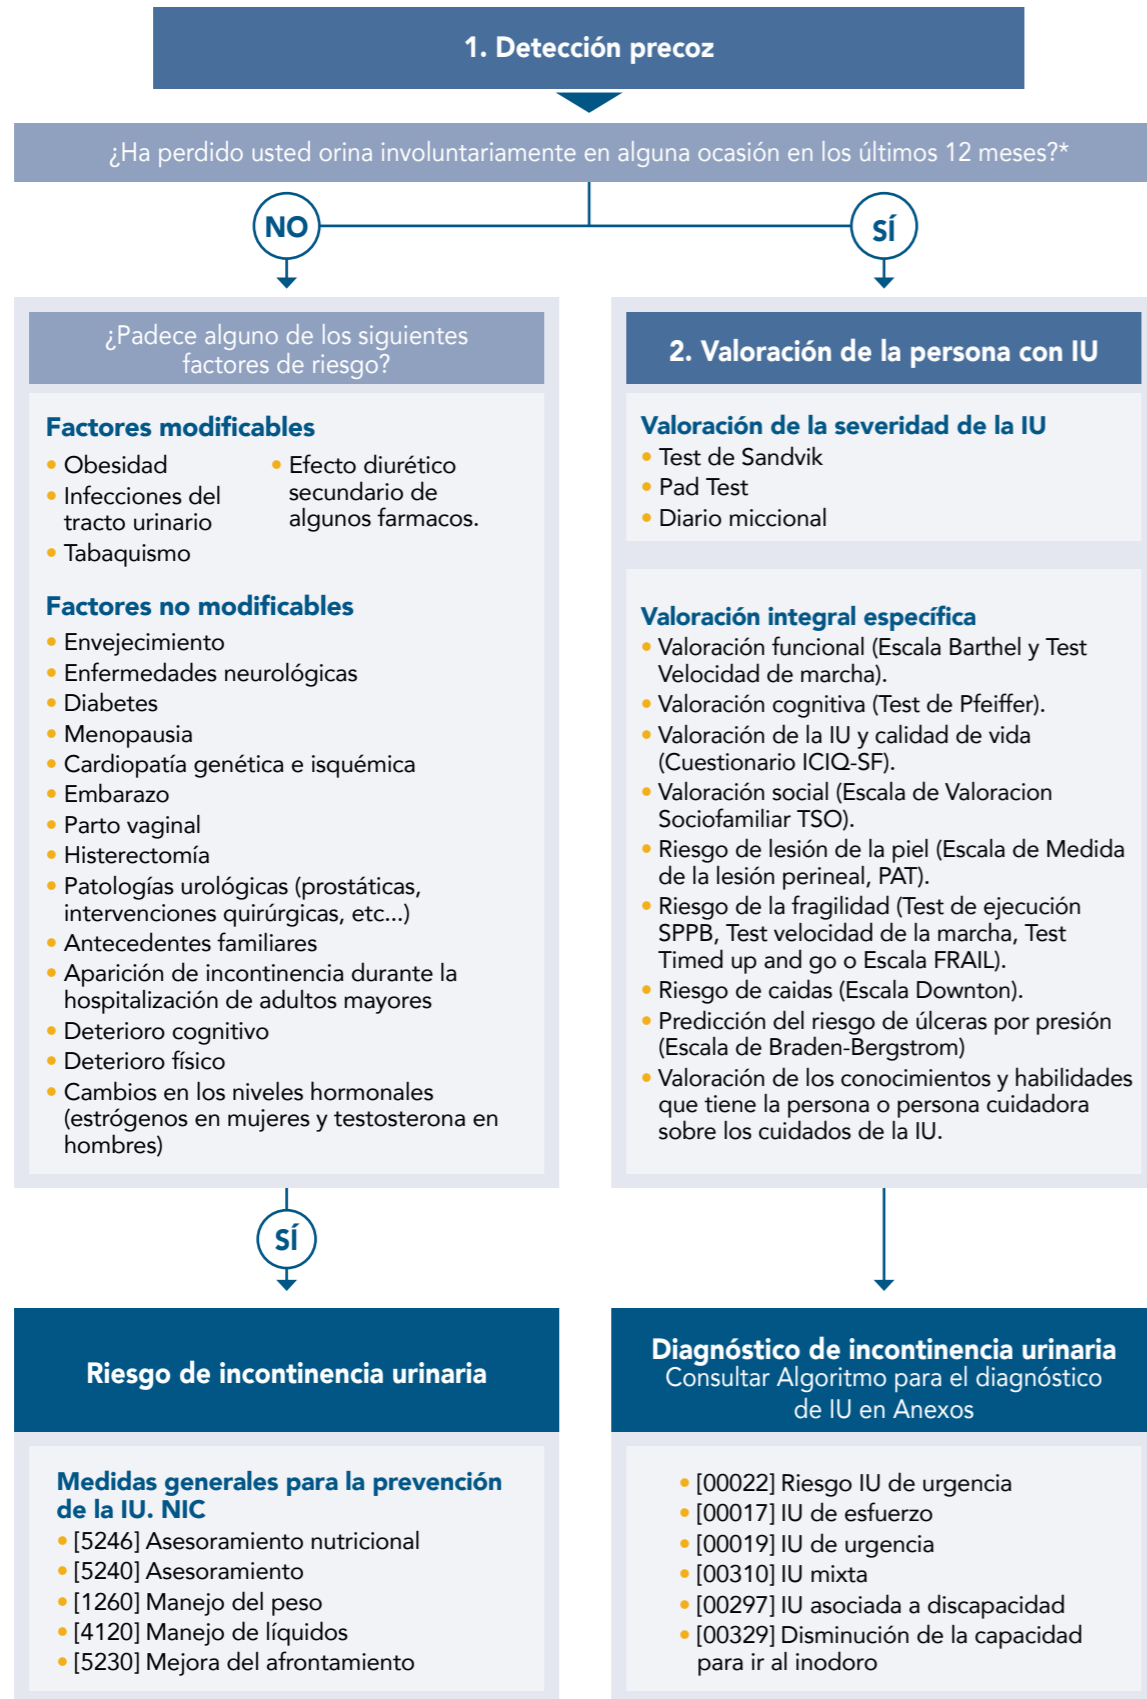 1. Detección precoz
¿Ha perdido usted orina involuntariamente en alguna ocasión en los últimos 12 meses?*
NO
SÍ
¿Padece alguno de los siguientes
factores de riesgo?
Factores modificables
• Obesidad
• Infecciones del
tracto urinario
• Tabaquismo
• Efecto diurético
secundario de
algunos farmacos.
Factores no modificables
• Envejecimiento
• Enfermedades neurológicas
• Diabetes
• Menopausia
• Cardiopatía genética e isquémica
• Embarazo
• Parto vaginal
• Histerectomía
• Patologías urológicas (prostáticas,
intervenciones quirúrgicas, etc...)
• Antecedentes familiares
• Aparición de incontinencia durante la
hospitalización de adultos mayores
• Deterioro cognitivo
• Deterioro físico
• Cambios en los niveles hormonales
(estrógenos en mujeres y testosterona en
hombres)
SÍ
Riesgo de incontinencia urinaria
Medidas generales para la prevención
de la IU. NIC
• [5246] Asesoramiento nutricional
• [5240] Asesoramiento
• [1260] Manejo del peso
• [4120] Manejo de líquidos
• [5230] Mejora del afrontamiento
2. Valoración de la persona con IU
Valoración de la severidad de la IU
• Test de Sandvik
• Pad Test
• Diario miccional
Valoración integral específica
• Valoración funcional (Escala Barthel y Test
Velocidad de marcha).
• Valoración cognitiva (Test de Pfeiffer).
• Valoración de la IU y calidad de vida
(Cuestionario ICIQ-SF).
• Valoración social (Escala de Valoracion
Sociofamiliar TSO).
• Riesgo de lesión de la piel (Escala de Medida
de la lesión perineal, PAT).
• Riesgo de la fragilidad (Test de ejecución
SPPB, Test velocidad de la marcha, Test
Timed up and go o Escala FRAIL).
• Riesgo de caidas (Escala Downton).
• Predicción del riesgo de úlceras por presión
(Escala de Braden-Bergstrom)
• Valoración de los conocimientos y habilidades
que tiene la persona o persona cuidadora
sobre los cuidados de la IU.
Diagnóstico de incontinencia urinaria
Consultar Algoritmo para el diagnóstico
de IU en Anexos
• [00022] Riesgo IU de urgencia
• [00017] IU de esfuerzo
• [00019] IU de urgencia
• [00310] IU mixta
• [00297] IU asociada a discapacidad
• [00329] Disminución de la capacidad
para ir al inodoro